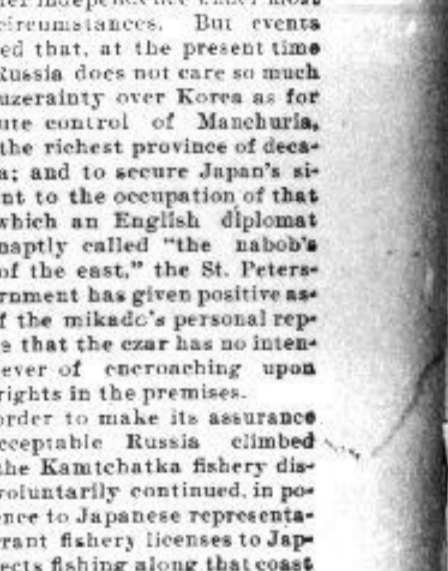 circumstances. But events
ed that, at the present time
Russia does not care so much
uzerainty over Korea as for
ute control of Manchuria,
the richest province of deca-
a; and to secure Japan's si-
nt to the occupation of that
which an English diplomat
naptly called "the nabob's
of the east," the St. Peters-
rnment has given positive as-
f the mikado's personal rep-
s that the czar has no inten-
ever of encroaching upon
rights in the premises.
order to make its assurance
cceptable Russia climbed
the Kamtchatka fishery dis-
voluntarily continued, in po-
ence to Japanese representa-
rant fishery licenses to Jap-
ects fishing along that coast